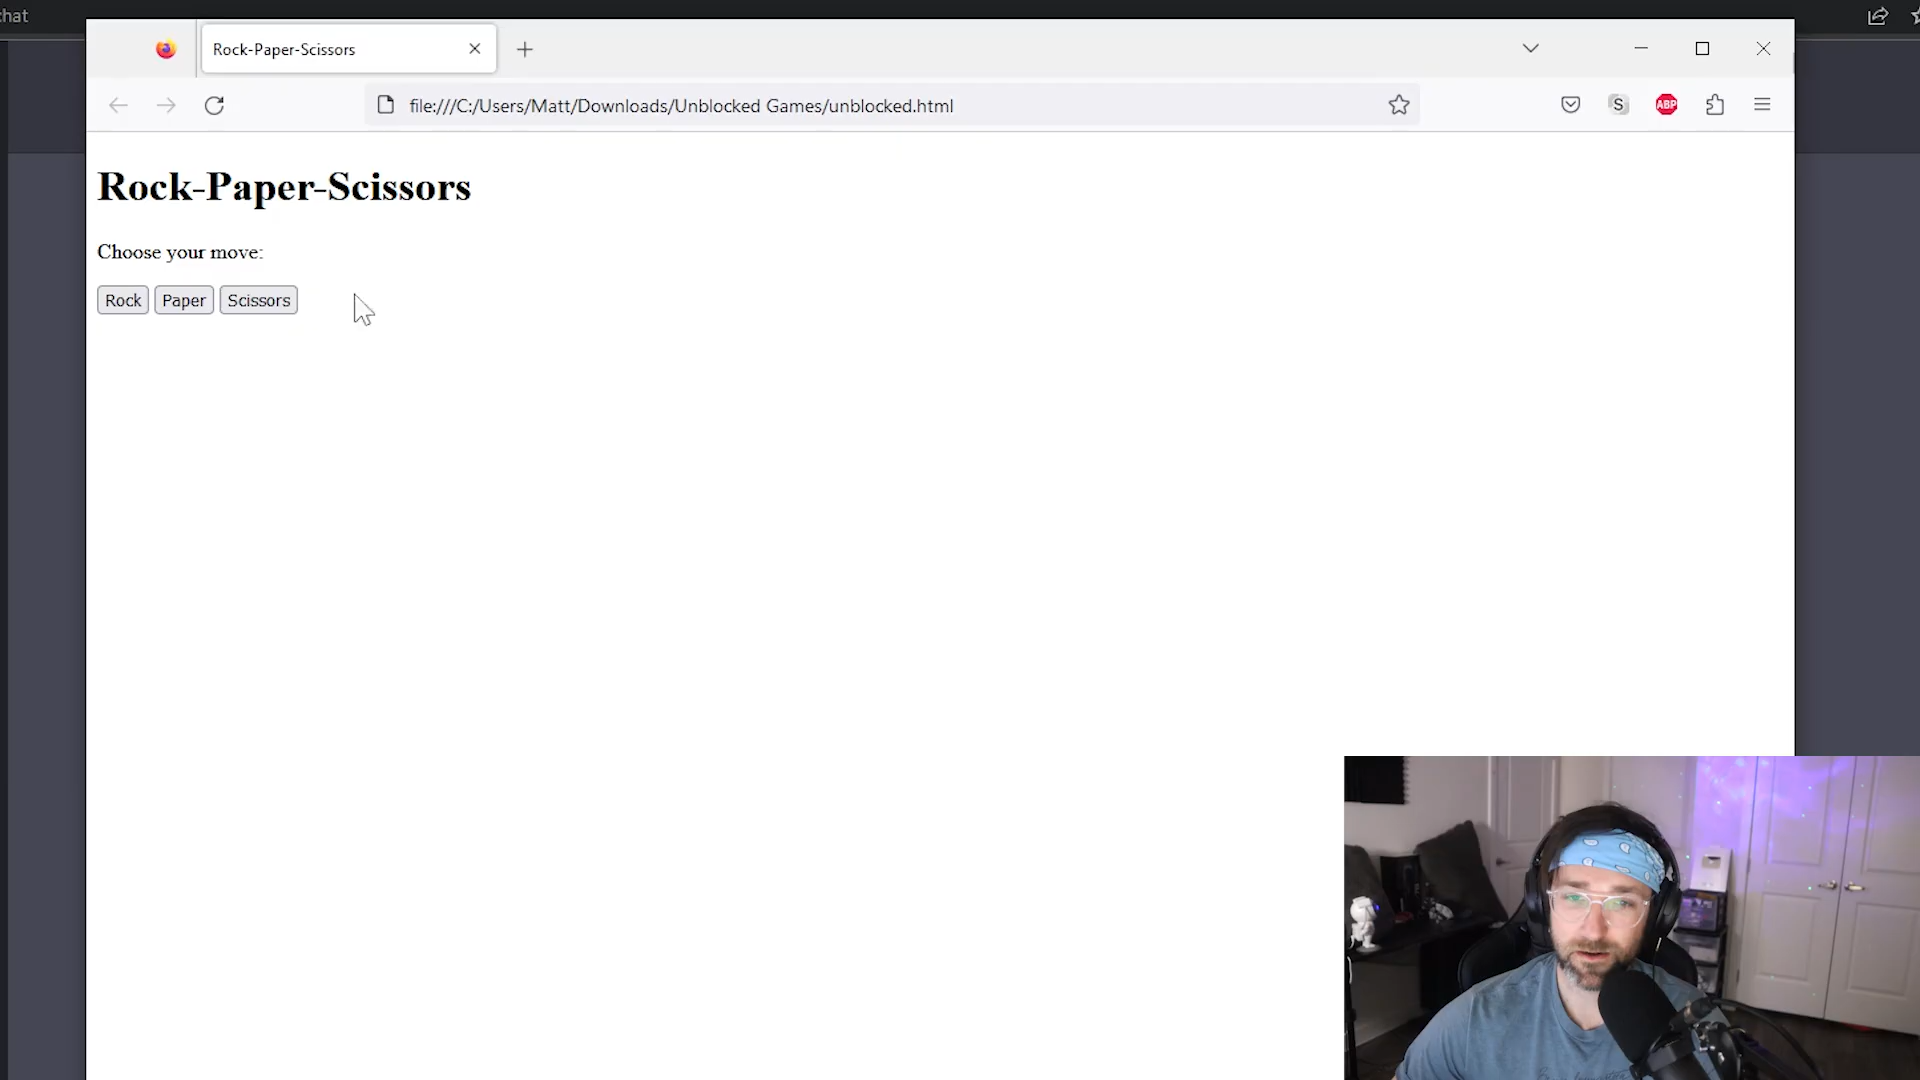 hat
Rock-Paper-Scissors
file:///C:/Users/Matt/Downloads/Unblocked Games/unblocked.html
S
ABP
Rock-Paper-Scissors
Choose your move:
Rock Paper Scissors